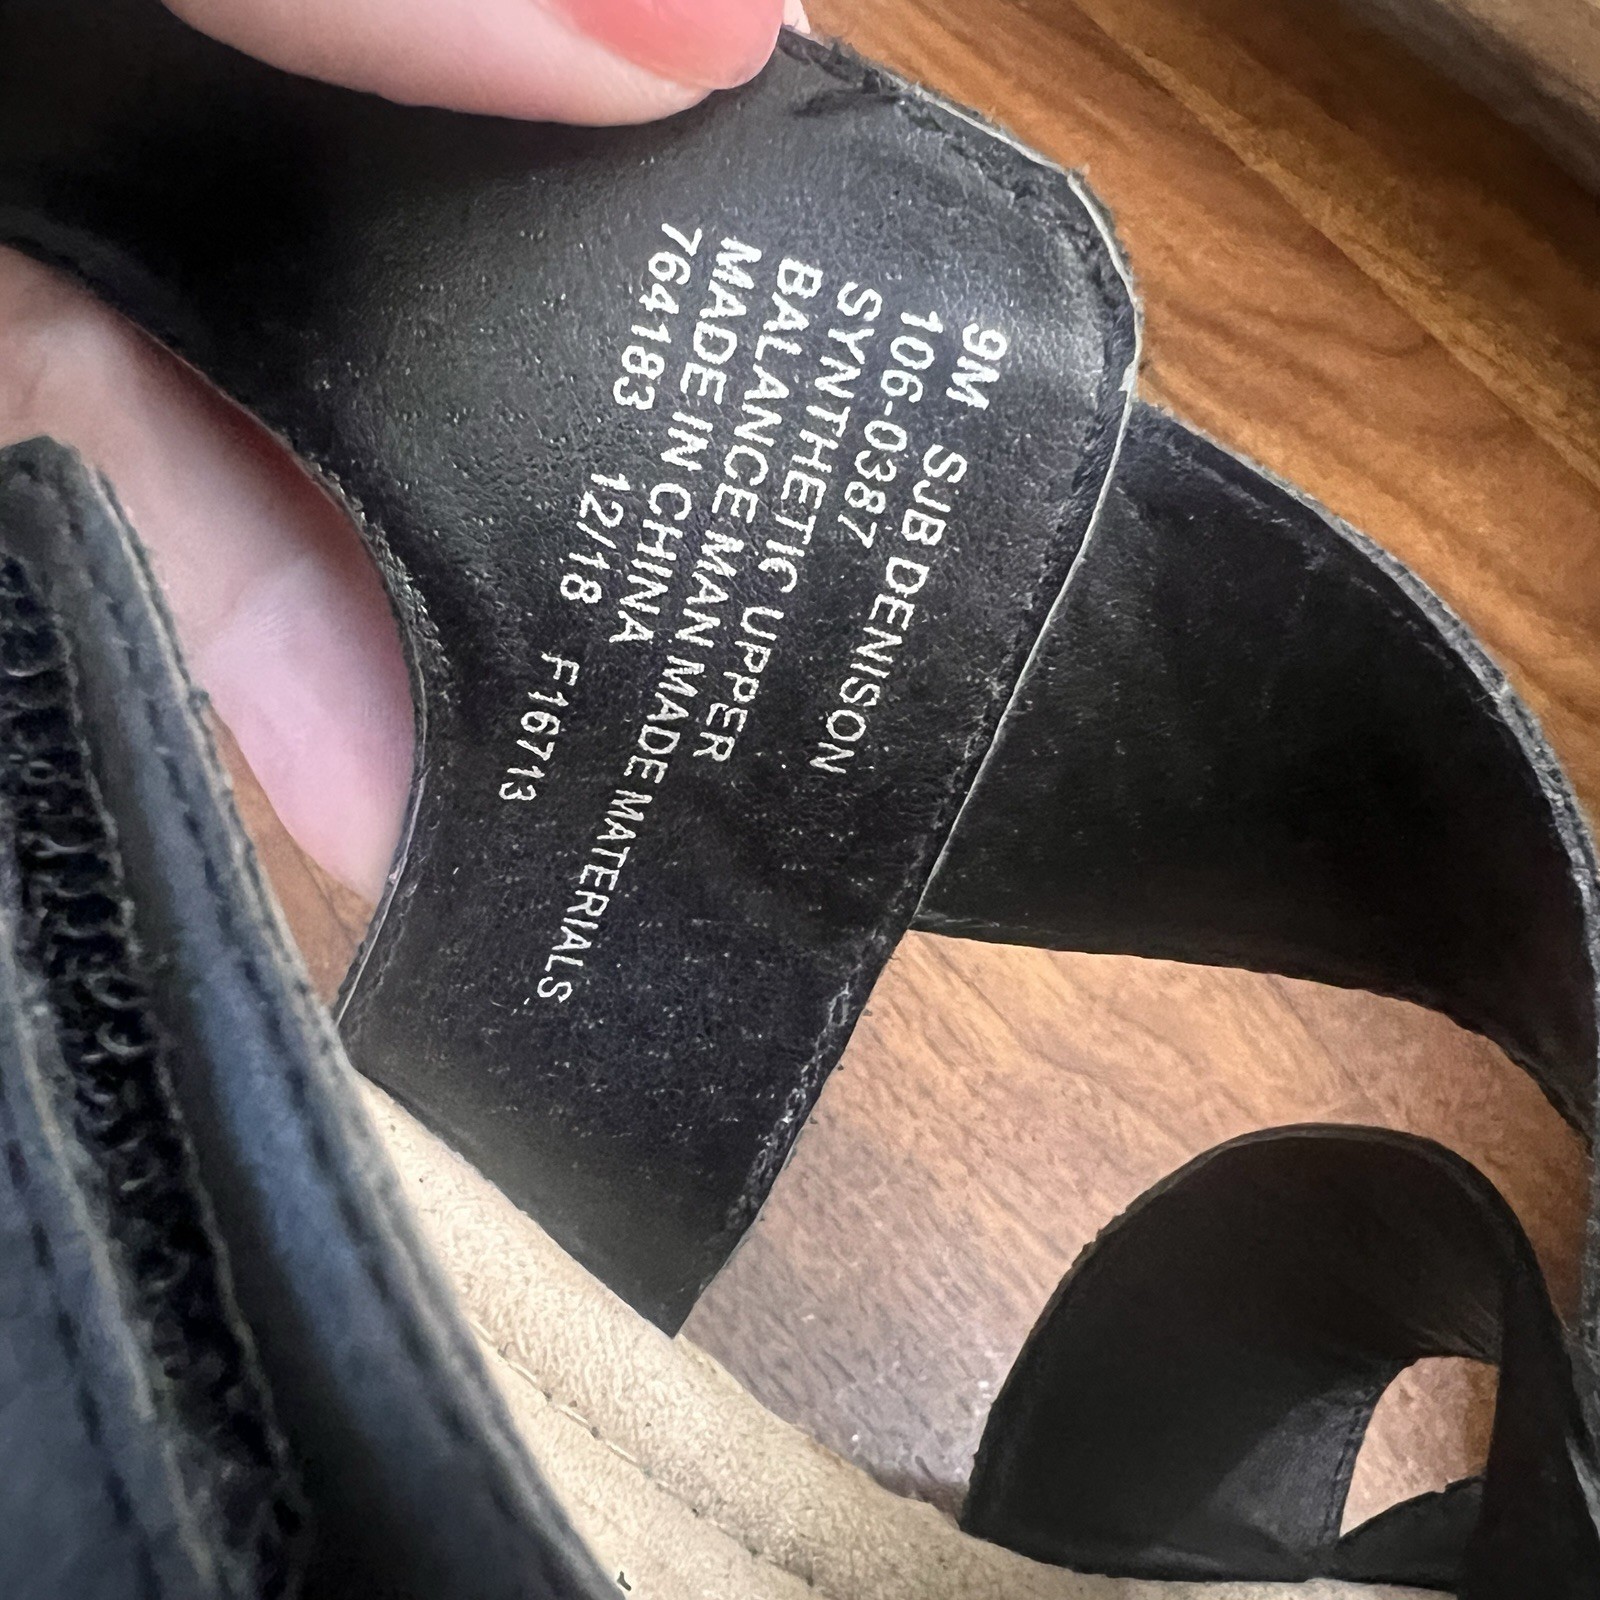 9M SJB DENISON
106-0387
SYNTHETIC UPPER
BALANCE MAN MADE MATERIALS
MADE IN CHINA
764183 12/18 F16713